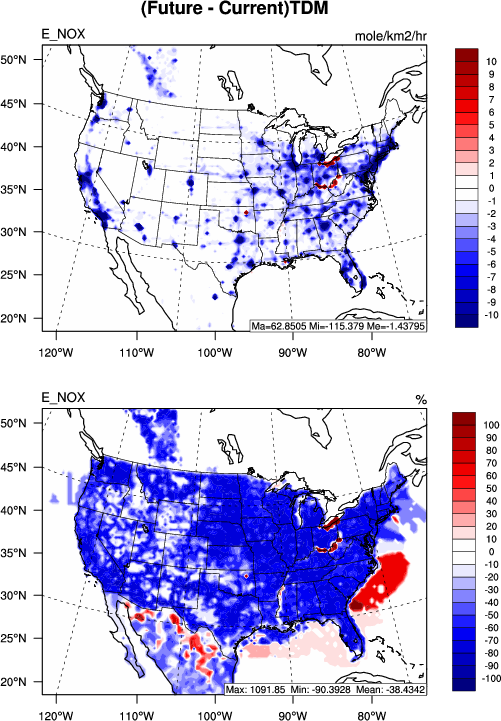 (Future - Current)TDM
E_NOX mole/km2/hr
50°N
45°N
40°N
35°N
30°N
25°N
20°N
120°W 110°W 100°W 90°W 80°W
Ma=62.8505 Mi=-115.379 Me=-1.43795
10
9
8
7
6
5
4
3
2
1
0
-1
-2
-3
-4
-5
-6
-7
-8
-9
-10
E_NOX %
50°N
45°N
40°N
35°N
30°N
25°N
20°N
120°W 110°W 100°W 90°W 80°W
Max: 1091.85 Min: -90.3928 Mean: -38.4342
100
90
80
70
60
50
40
30
20
10
0
-10
-20
-30
-40
-50
-60
-70
-80
-90
-100